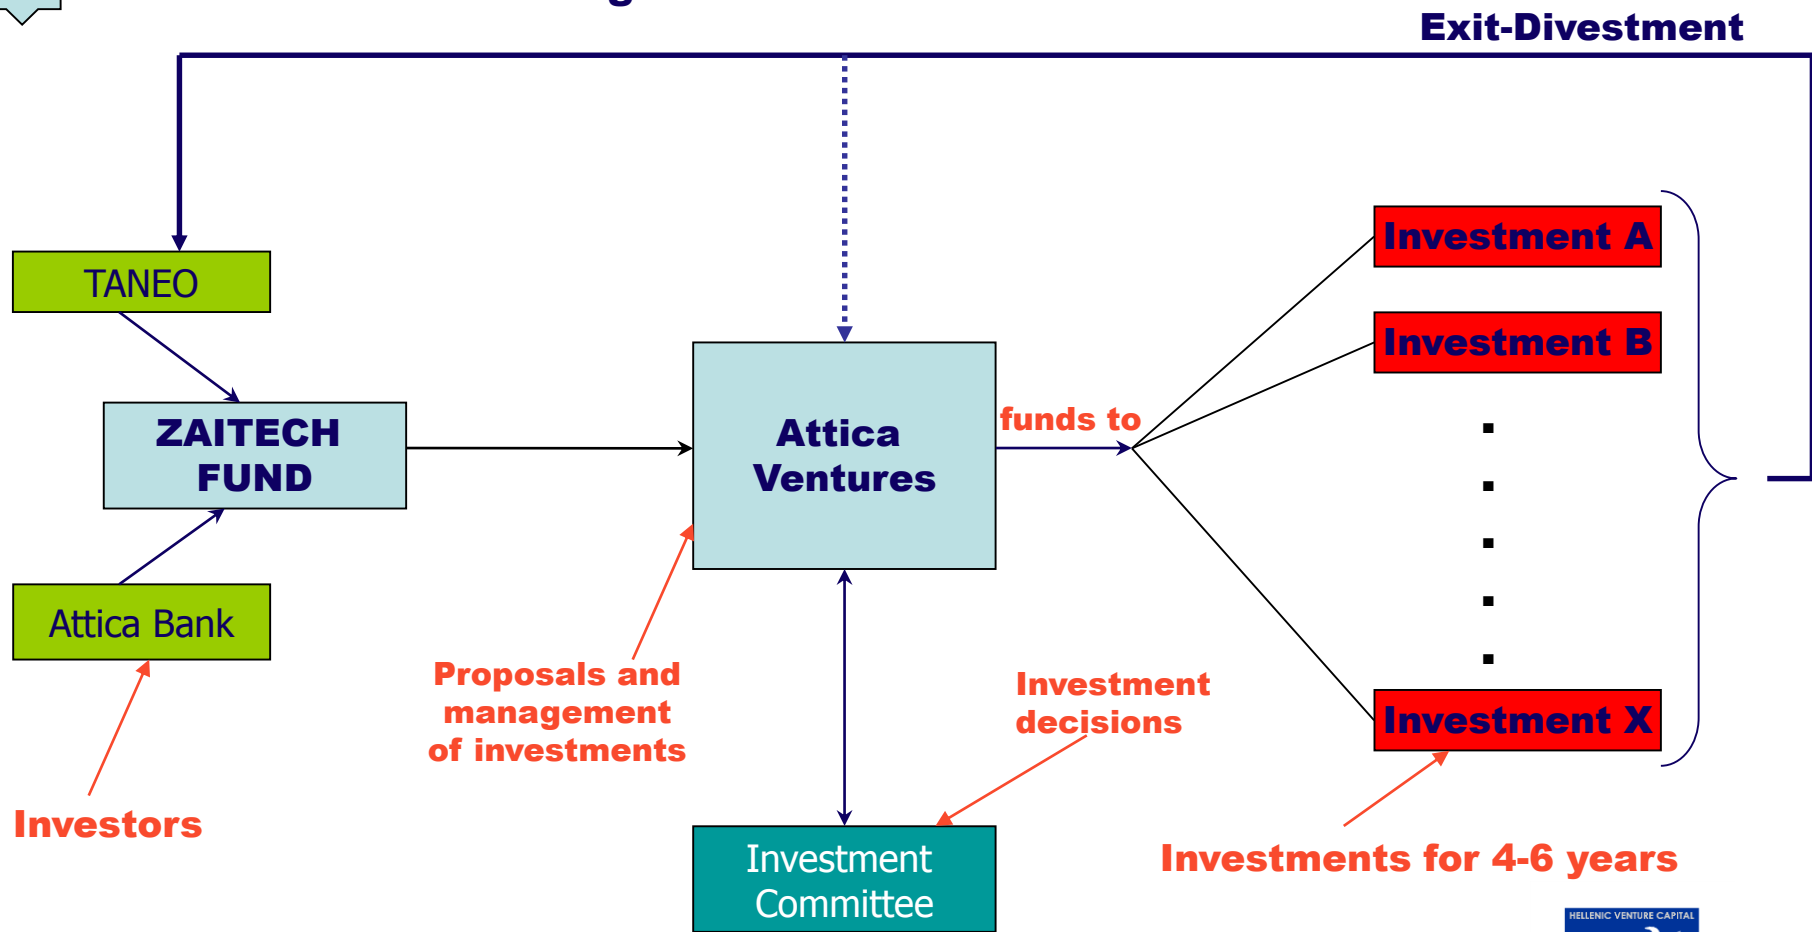 Exit-Divestment
TANEO
Investment A
Investment B
ZAITECH
FUND
Attica
Ventures
funds to
Attica Bank
Proposals and
management
of investments
Investment
decisions
Investment X
Investors
Investment
Committee
Investments for 4-6 years
HELLENIC VENTURE CAPITAL